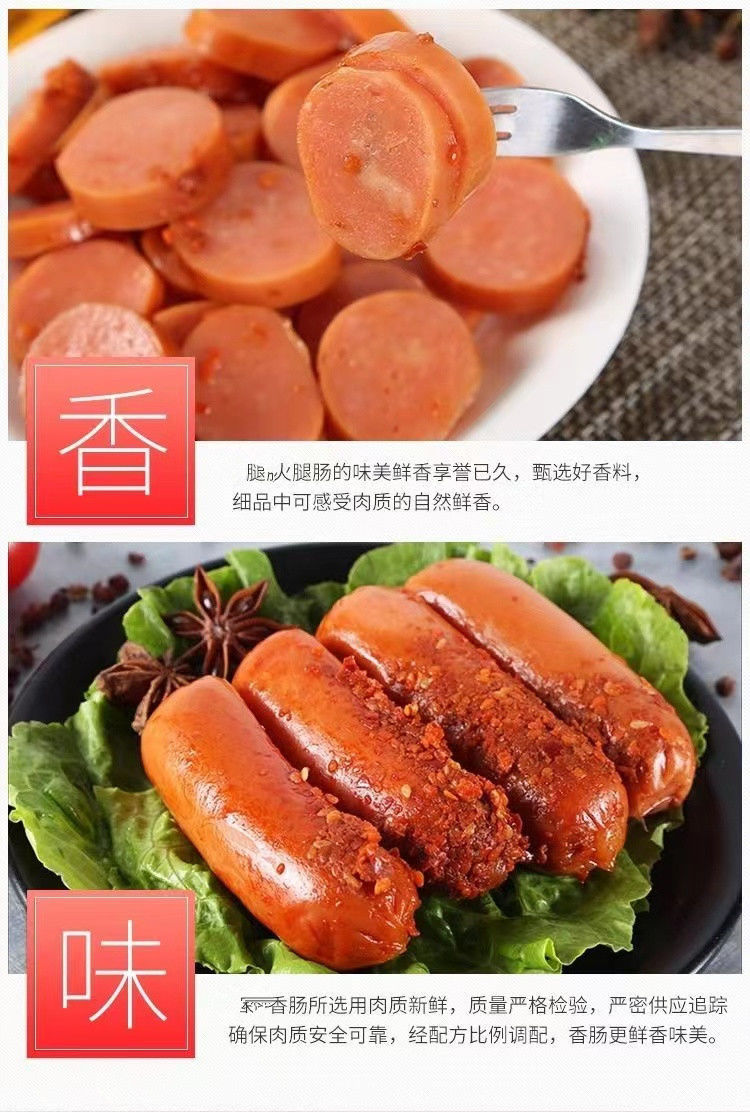 香
火腿肠的味美鲜香享誉已久，甄选好香料，
细品中可感受肉质的自然鲜香。
味
香肠所选用肉质新鲜，质量严格检验，严密供应追踪
确保肉质安全可靠，经配方比例调配，香肠更鲜香味美。